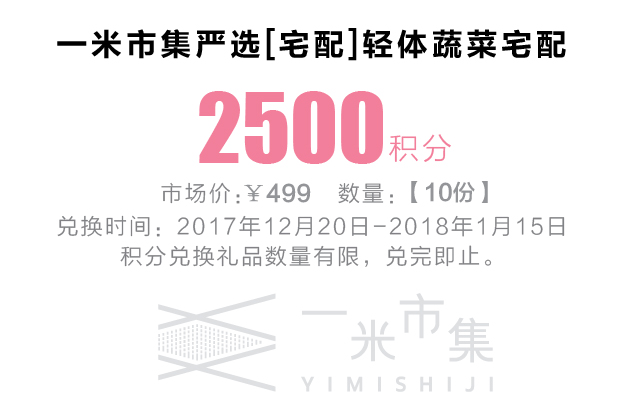 一米市集严选[宅配]轻体蔬菜宅配
2500积分
市场价:￥499 数量:【10份】
兑换时间：2017年12月20日-2018年1月15日
积分兑换礼品数量有限，兑完即止。
一米市集
YIMISHIJI